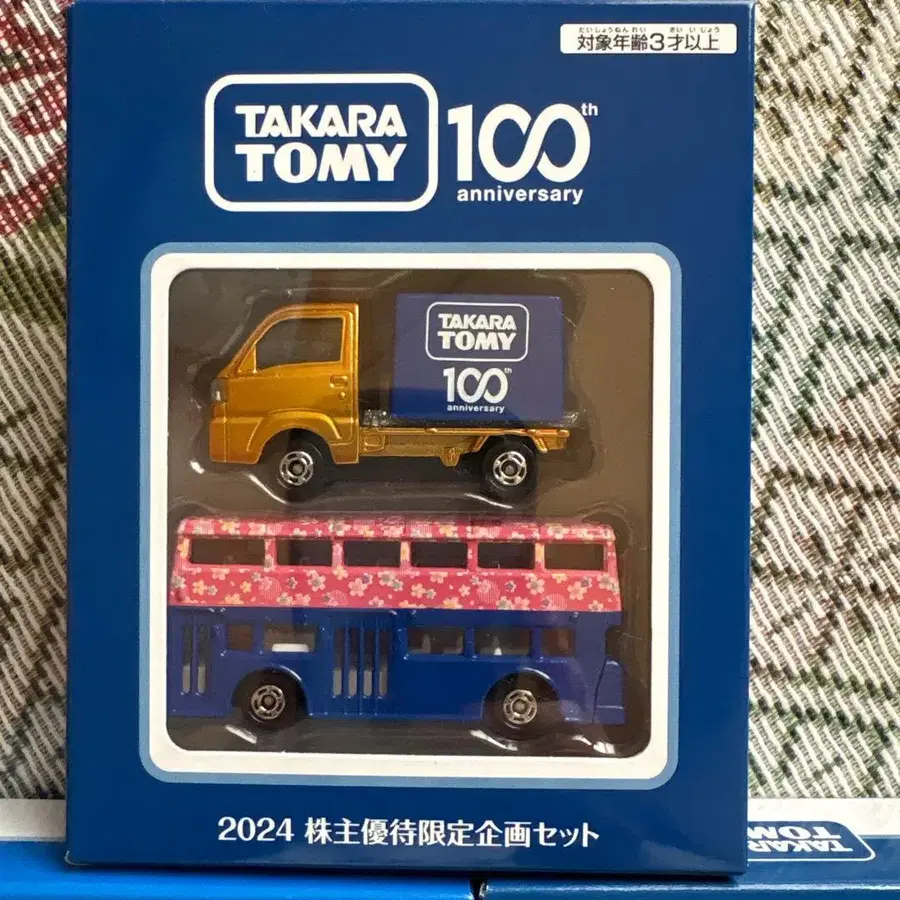 たいしょうねんれい さい いじょう
対象年齢3才以上
TAKARA
TOMY
100th
anniversary
TAKARA
TOMY
100th
anniversary
2024 株主優待限定企画セット
TAKARA
TOMY